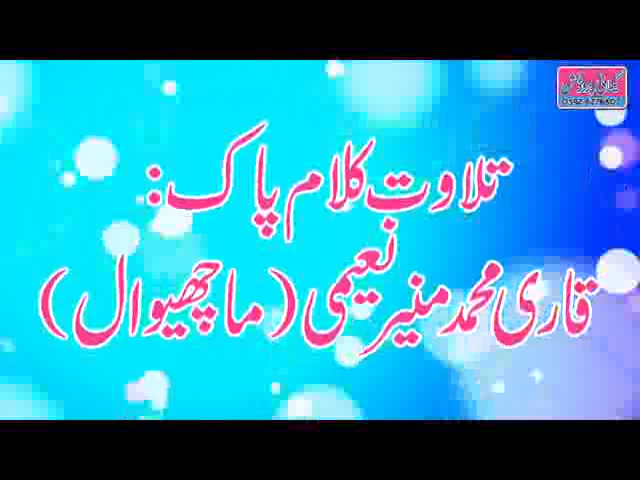 تلاوت کلام پاک:
قاری محمد منیر نعیمی (ماچھیوال)